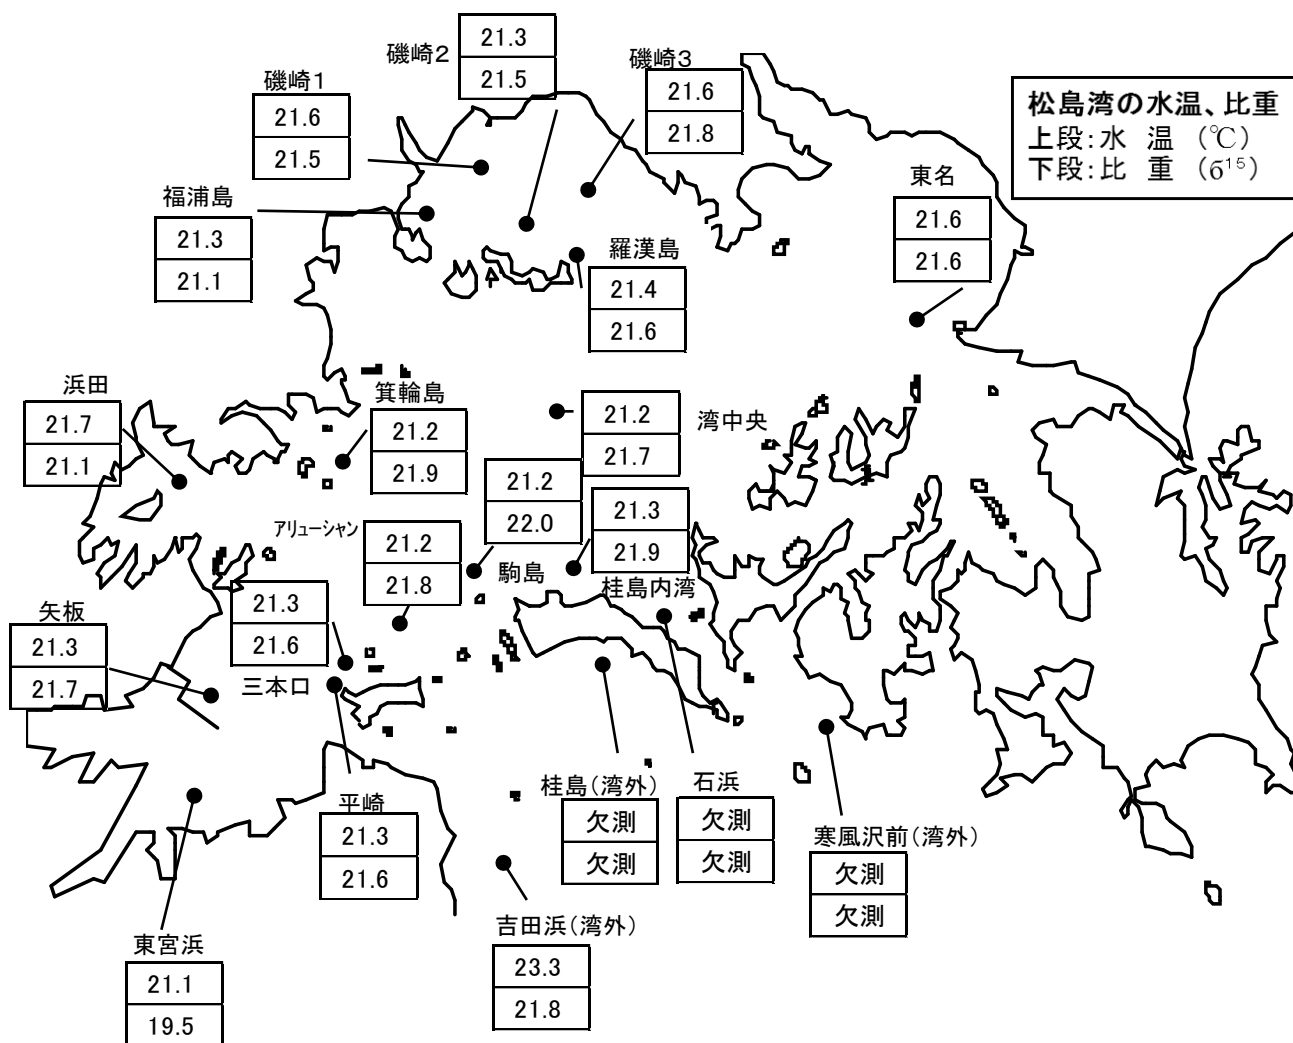 磯崎2
21.3
21.5
磯崎1
21.6
21.5
磯崎3
21.6
21.8
松島湾の水温、比重
上段:水 温 (℃)
下段:比 重 (σ¹⁵)
福浦島
21.3
21.1
東名
21.6
21.6
羅漢島
21.4
21.6
浜田
21.7
21.1
箕輪島
21.2
21.9
21.2
21.7
湾中央
21.2
22.0
駒島
21.3
21.9
桂島内湾
アリューシャン
21.2
21.8
21.3
21.6
三本口
矢板
21.3
21.7
平崎
21.3
21.6
桂島(湾外)
欠測
欠測
石浜
欠測
欠測
寒風沢前(湾外)
欠測
欠測
吉田浜(湾外)
23.3
21.8
東宮浜
21.1
19.5